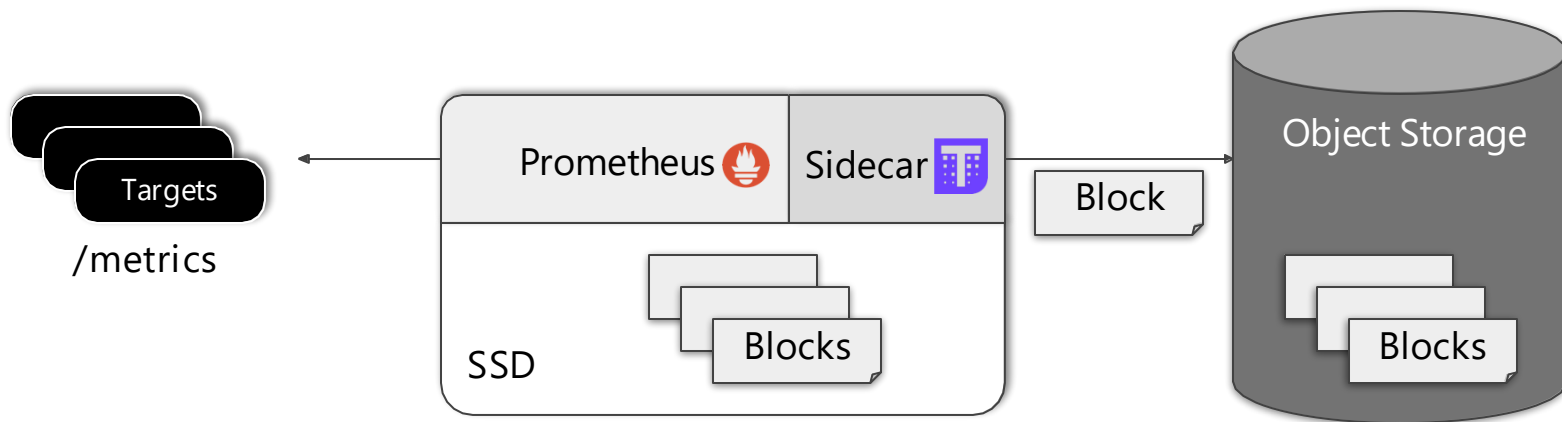 Targets
/metrics
Prometheus
Sidecar
SSD
Blocks
Block
Object Storage
Blocks